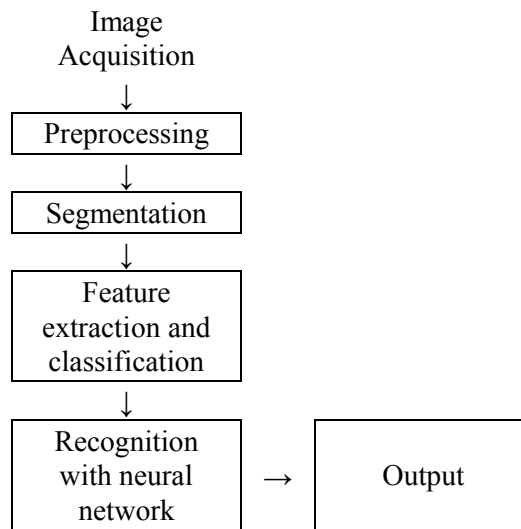 Image
Acquisition
↓
Preprocessing
↓
Segmentation
↓
Feature
extraction and
classification
↓
Recognition
with neural
network
→
Output